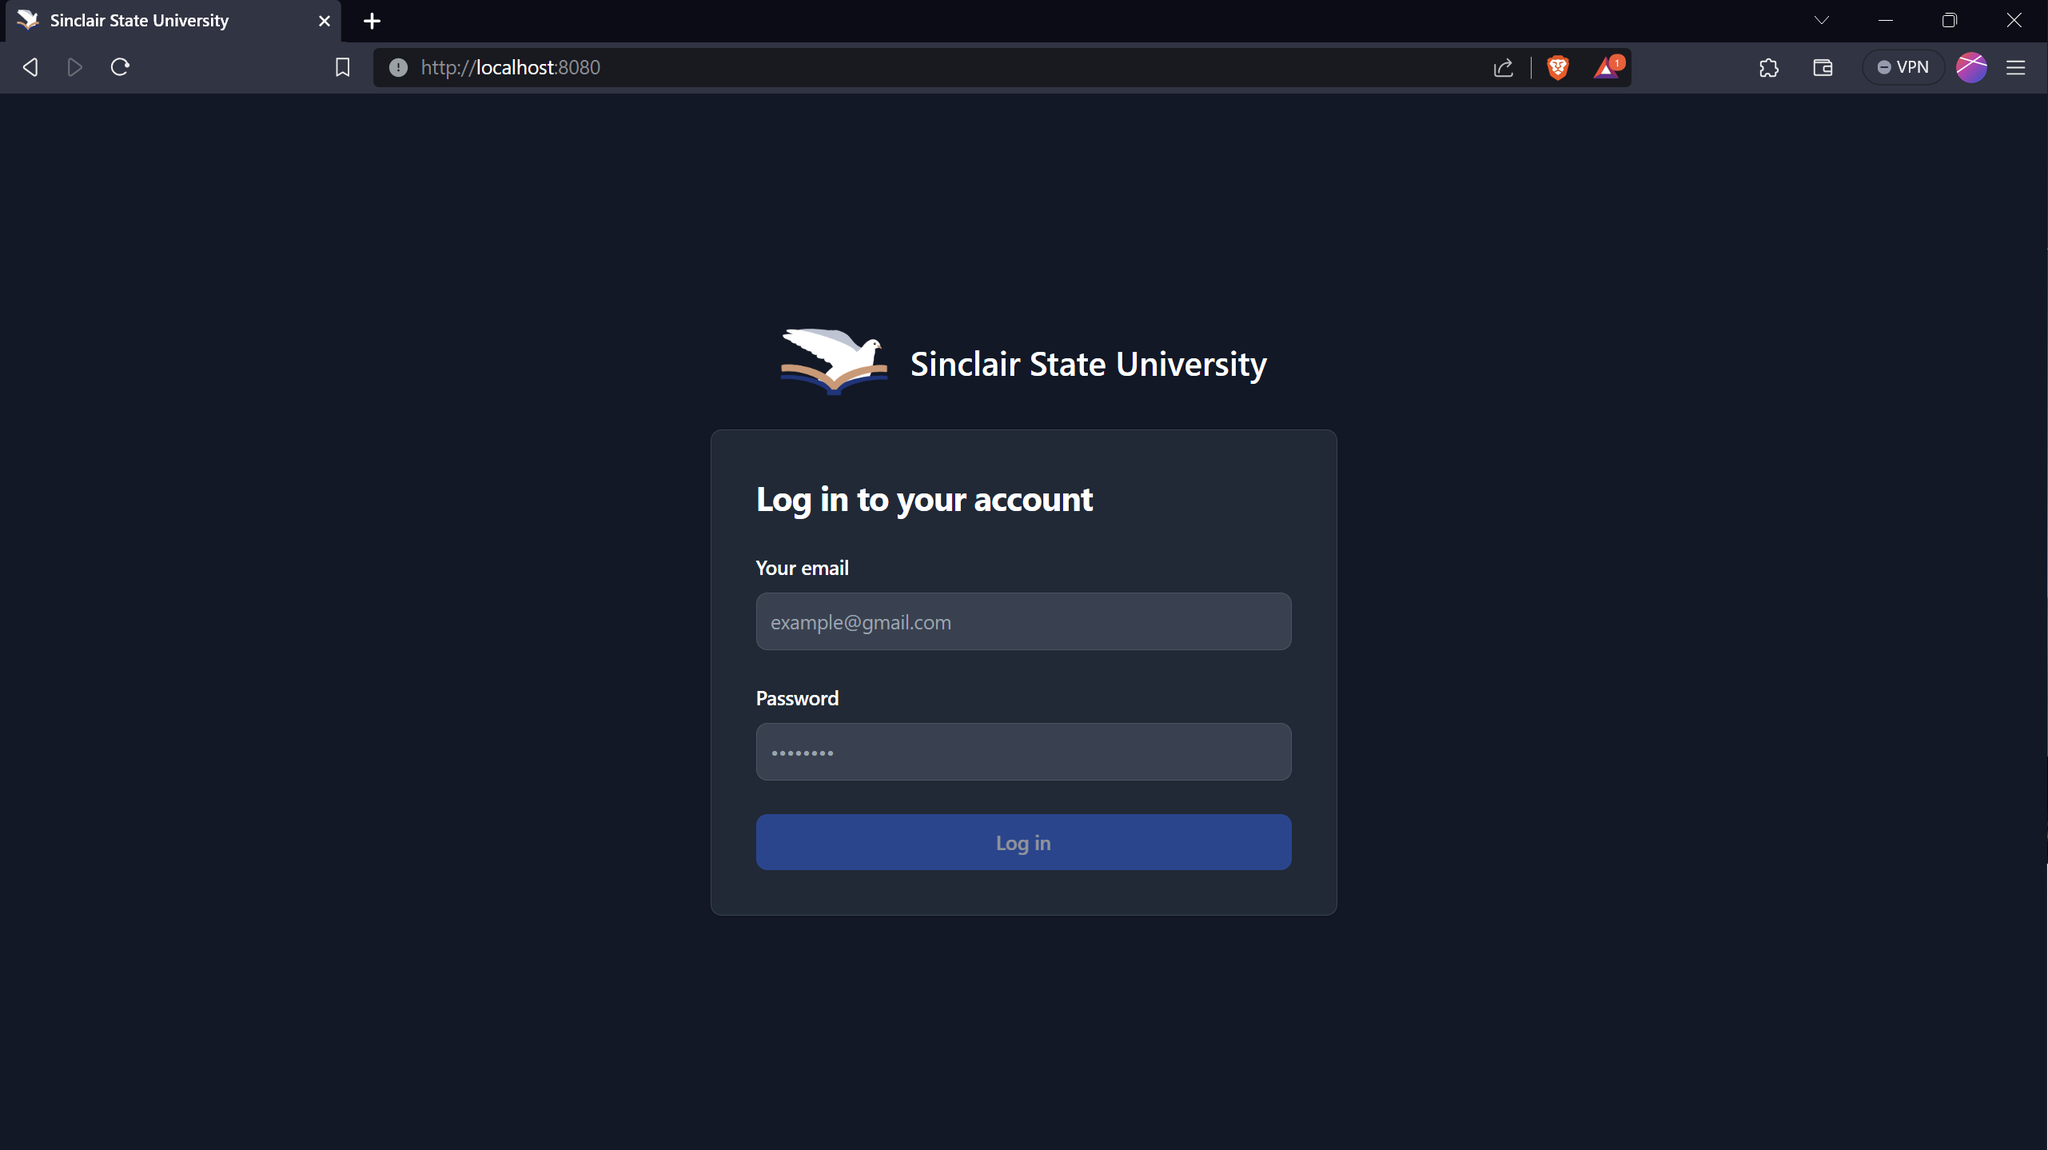 Sinclair State University
http://localhost:8080
1
VPN
Sinclair State University
Log in to your account
Your email
example@gmail.com
Password
••••••••
Log in